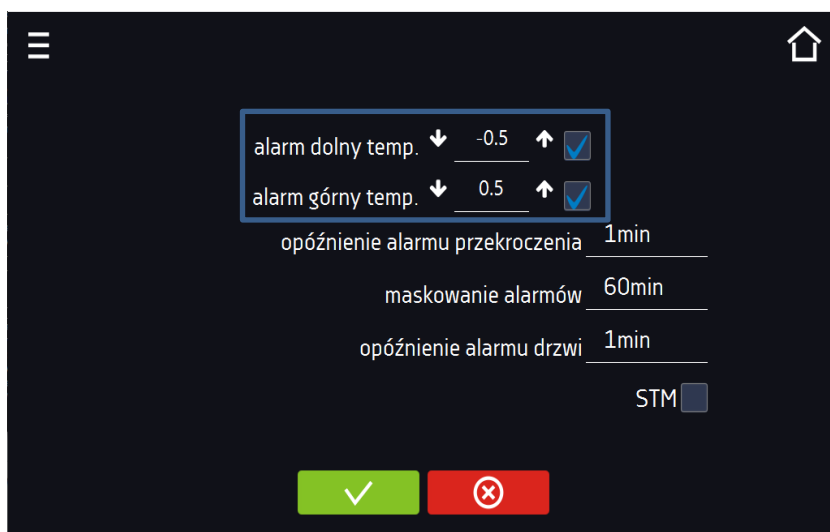 alarm dolny temp. -0.5
alarm górny temp. 0.5
opóźnienie alarmu przekroczenia 1min
maskowanie alarmów 60min
opóźnienie alarmu drzwi 1min
STM